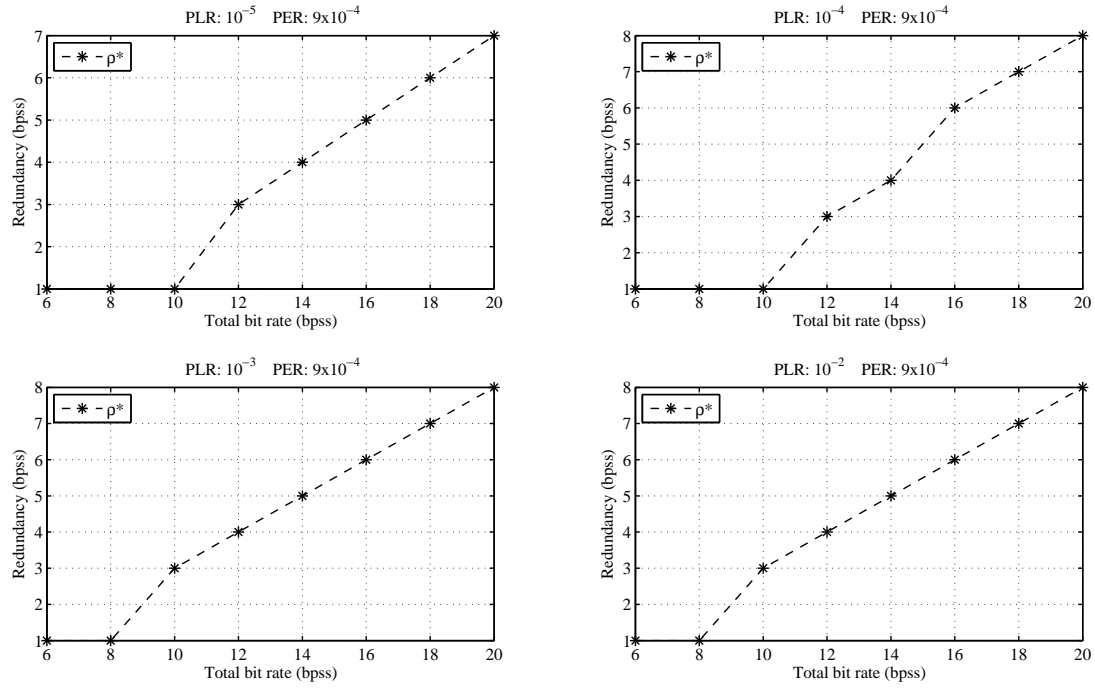 PLR: 10⁻⁵ PER: 9x10⁻⁴
7
6
5
4
3
2
1
Redundancy (bpss)
ρ*
6 8 10 12 14 16 18 20
Total bit rate (bpss)
PLR: 10⁻⁴ PER: 9x10⁻⁴
8
7
6
5
4
3
2
1
Redundancy (bpss)
ρ*
6 8 10 12 14 16 18 20
Total bit rate (bpss)
PLR: 10⁻³ PER: 9x10⁻⁴
8
7
6
5
4
3
2
1
Redundancy (bpss)
ρ*
6 8 10 12 14 16 18 20
Total bit rate (bpss)
PLR: 10⁻² PER: 9x10⁻⁴
8
7
6
5
4
3
2
1
Redundancy (bpss)
ρ*
6 8 10 12 14 16 18 20
Total bit rate (bpss)